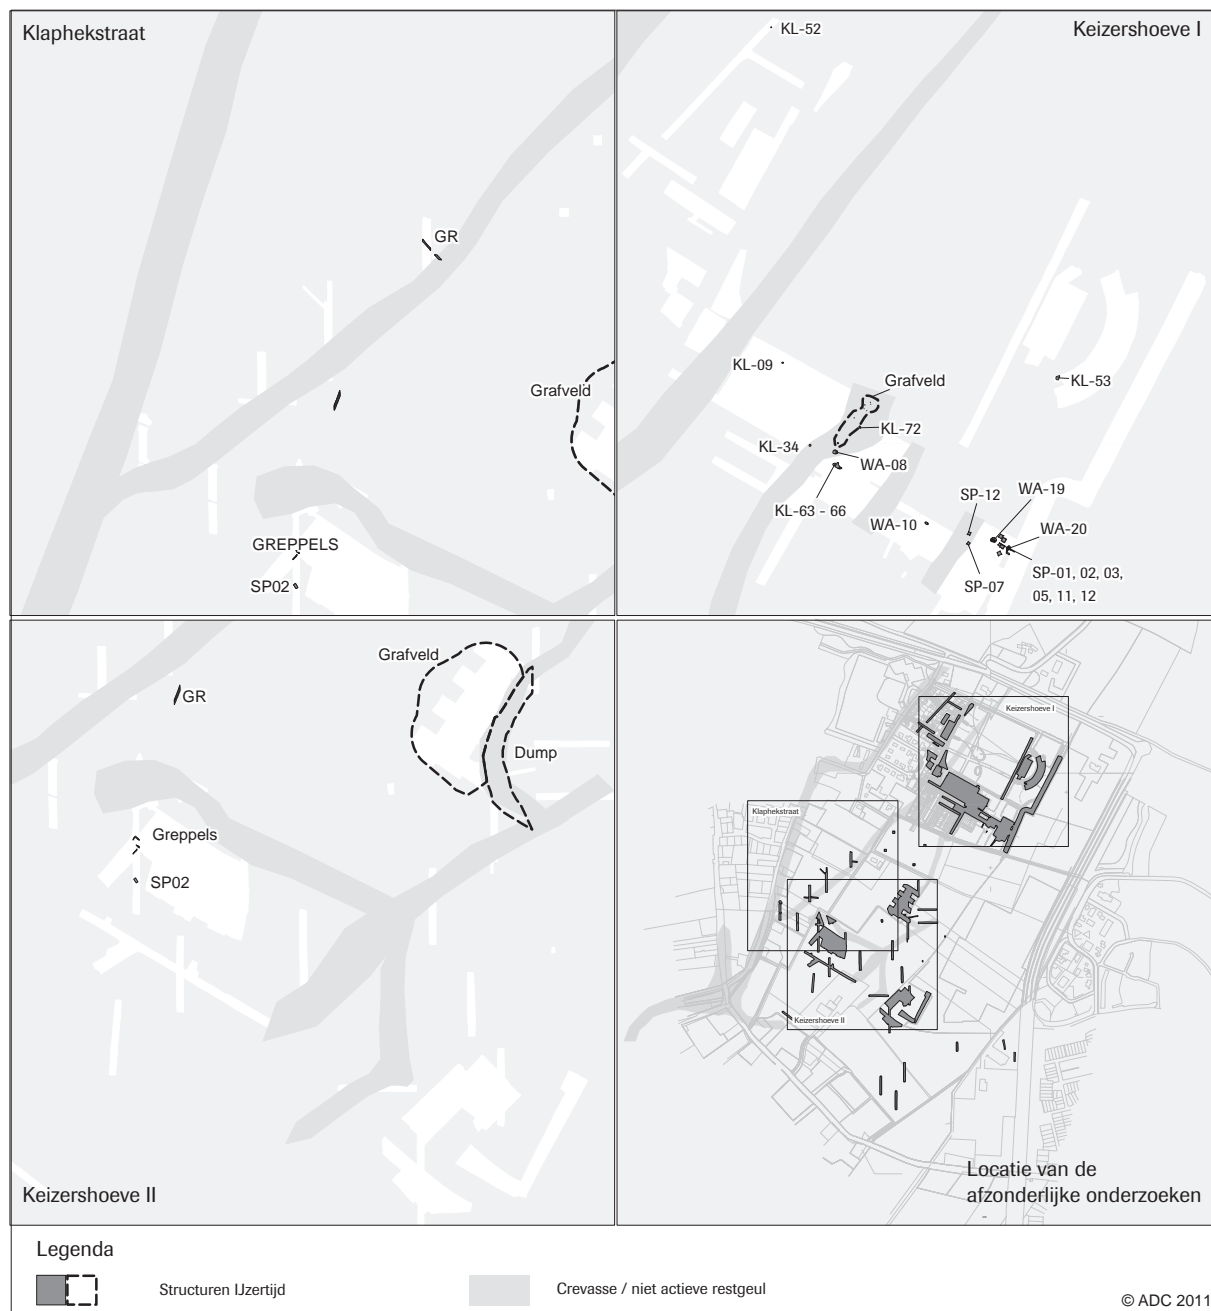 Klaphekstraat
GR
Grafveld
GREPPELS
SP02
KL-52
Keizershoeve I
KL-09
Grafveld
KL-53
KL-72
KL-34
WA-08
KL-63 - 66
SP-12
WA-19
WA-10
WA-20
SP-07
SP-01, 02, 03,
05, 11, 12
Grafveld
GR
Dump
Greppels
SP02
Keizershoeve II
Keizershoeve I
Klaphekstraat
Keizershoeve II
Locatie van de
afzonderlijke onderzoeken
Legenda
Structuren IJzertijd
Crevasse / niet actieve restgeul
© ADC 2011